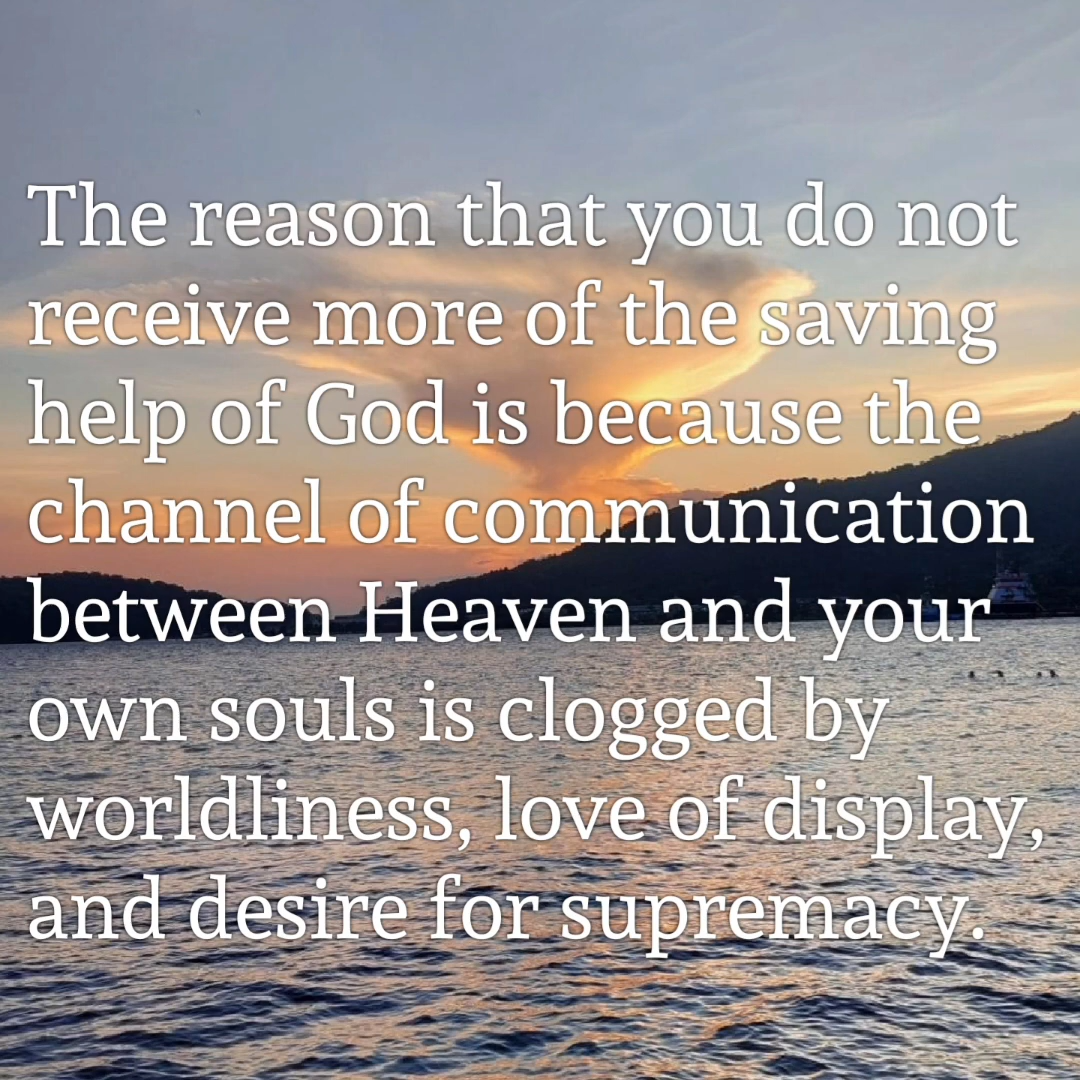 The reason that you do not
receive more of the saving
help of God is because the
channel of communication
between Heaven and your
own souls is clogged by
worldliness, love of display,
and desire for supremacy.